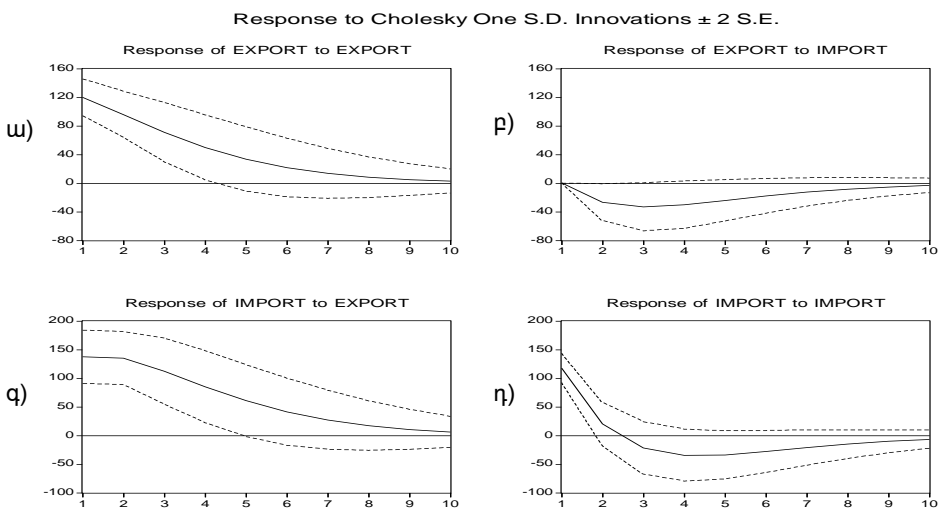 Response to Cholesky One S.D. Innovations ± 2 S.E.
Response of EXPORT to EXPORT
ա)
160
120
80
40
0
-40
-80
1 2 3 4 5 6 7 8 9 10
Response of EXPORT to IMPORT
բ)
160
120
80
40
0
-40
-80
1 2 3 4 5 6 7 8 9 10
Response of IMPORT to EXPORT
գ)
200
150
100
50
0
-50
-100
1 2 3 4 5 6 7 8 9 10
Response of IMPORT to IMPORT
դ)
200
150
100
50
0
-50
-100
1 2 3 4 5 6 7 8 9 10